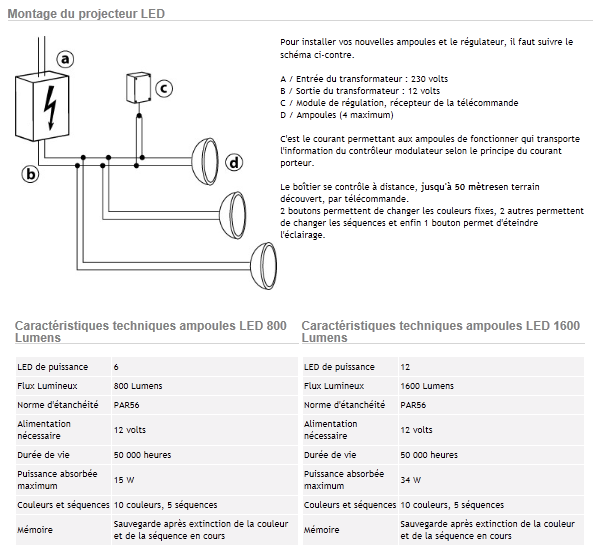 Montage du projecteur LED
a
c
d
b
Pour installer vos nouvelles ampoules et le régulateur, il faut suivre le
schéma ci-contre.
A / Entrée du transformateur : 230 volts
B / Sortie du transformateur : 12 volts
C / Module de régulation, récepteur de la télécommande
D / Ampoules (4 maximum)
C'est le courant permettant aux ampoules de fonctionner qui transporte
l'information du contrôleur modulateur selon le principe du courant
porteur.
Le boîtier se contrôle à distance, jusqu'à 50 mètresen terrain
découvert, par télécommande.
2 boutons permettent de changer les couleurs fixes, 2 autres permettent
de changer les séquences et enfin 1 bouton permet d'éteindre
l'éclairage.
Caractéristiques techniques ampoules LED 800
Lumens
LED de puissance 6
Flux Lumineux 800 Lumens
Norme d'étanchéité PAR56
Alimentation
nécessaire 12 volts
Durée de vie 50 000 heures
Puissance absorbée
maximum 15 W
Couleurs et séquences 10 couleurs, 5 séquences
Mémoire Sauvegarde après extinction de la couleur
et de la séquence en cours
Caractéristiques techniques ampoules LED 1600
Lumens
LED de puissance 12
Flux Lumineux 1600 Lumens
Norme d'étanchéité PAR56
Alimentation
nécessaire 12 volts
Durée de vie 50 000 heures
Puissance absorbée
maximum 34 W
Couleurs et séquences 10 couleurs, 5 séquences
Mémoire Sauvegarde après extinction de la couleur
et de la séquence en cours